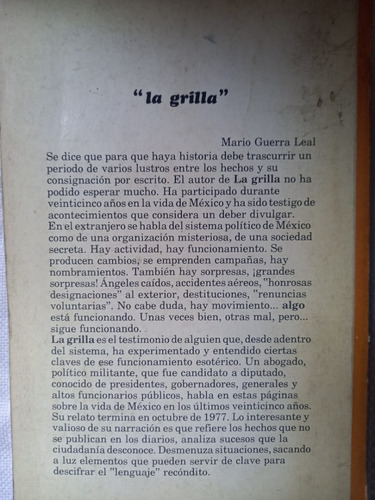 "la grilla"
Mario Guerra Leal
Se dice que para que haya historia debe trascurrir un
periodo de varios lustros entre los hechos y su
consignación por escrito. El autor de La grilla no ha
podido esperar mucho. Ha participado durante
veinticinco años en la vida de México y ha sido testigo de
acontecimientos que considera un deber divulgar.
En el extranjero se habla del sistema político de México
como de una organización misteriosa, de una sociedad
secreta. Hay actividad, hay funcionamiento. Se
producen cambios, se emprenden campañas, hay
nombramientos. También hay sorpresas, ¡grandes
sorpresas! Ángeles caídos, accidentes aéreos, "honrosas
designaciones" al exterior, destituciones, "renuncias
voluntarias". No cabe duda, hay movimiento... algo
está funcionando. Unas veces bien, otras mal, pero...
sigue funcionando.
La grilla es el testimonio de alguien que, desde adentro
del sistema, ha experimentado y entendido ciertas
claves de ese funcionamiento esotérico. Un abogado,
político militante, que fue candidato a diputado,
conocido de presidentes, gobernadores, generales y
altos funcionarios públicos, habla en estas páginas
sobre la vida de México en los últimos veinticinco años.
Su relato termina en octubre de 1977. Lo interesante y
valioso de su narración es que refiere los hechos que no
se publican en los diarios, analiza sucesos que la
ciudadanía desconoce. Desmenuza situaciones, sacando
a luz elementos que pueden servir de clave para
descifrar el "lenguaje" recóndito.